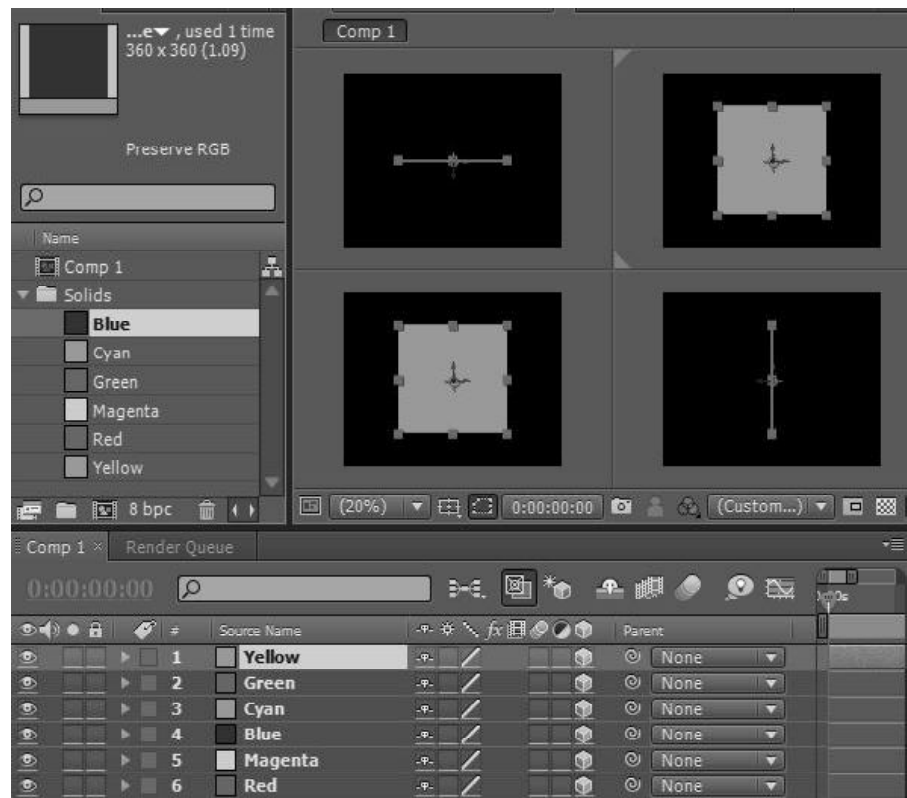 ...e▾ , used 1 time
360 x 360 (1.09)
Preserve RGB
Name
Comp 1
Solids
Blue
Cyan
Green
Magenta
Red
Yellow
8 bpc
Comp 1
(20%)
0:00:00:00
(Custom...)
Comp 1 ×
Render Queue
0:00:00:00
# Source Name fx Parent
1 Yellow None
2 Green None
3 Cyan None
4 Blue None
5 Magenta None
6 Red None